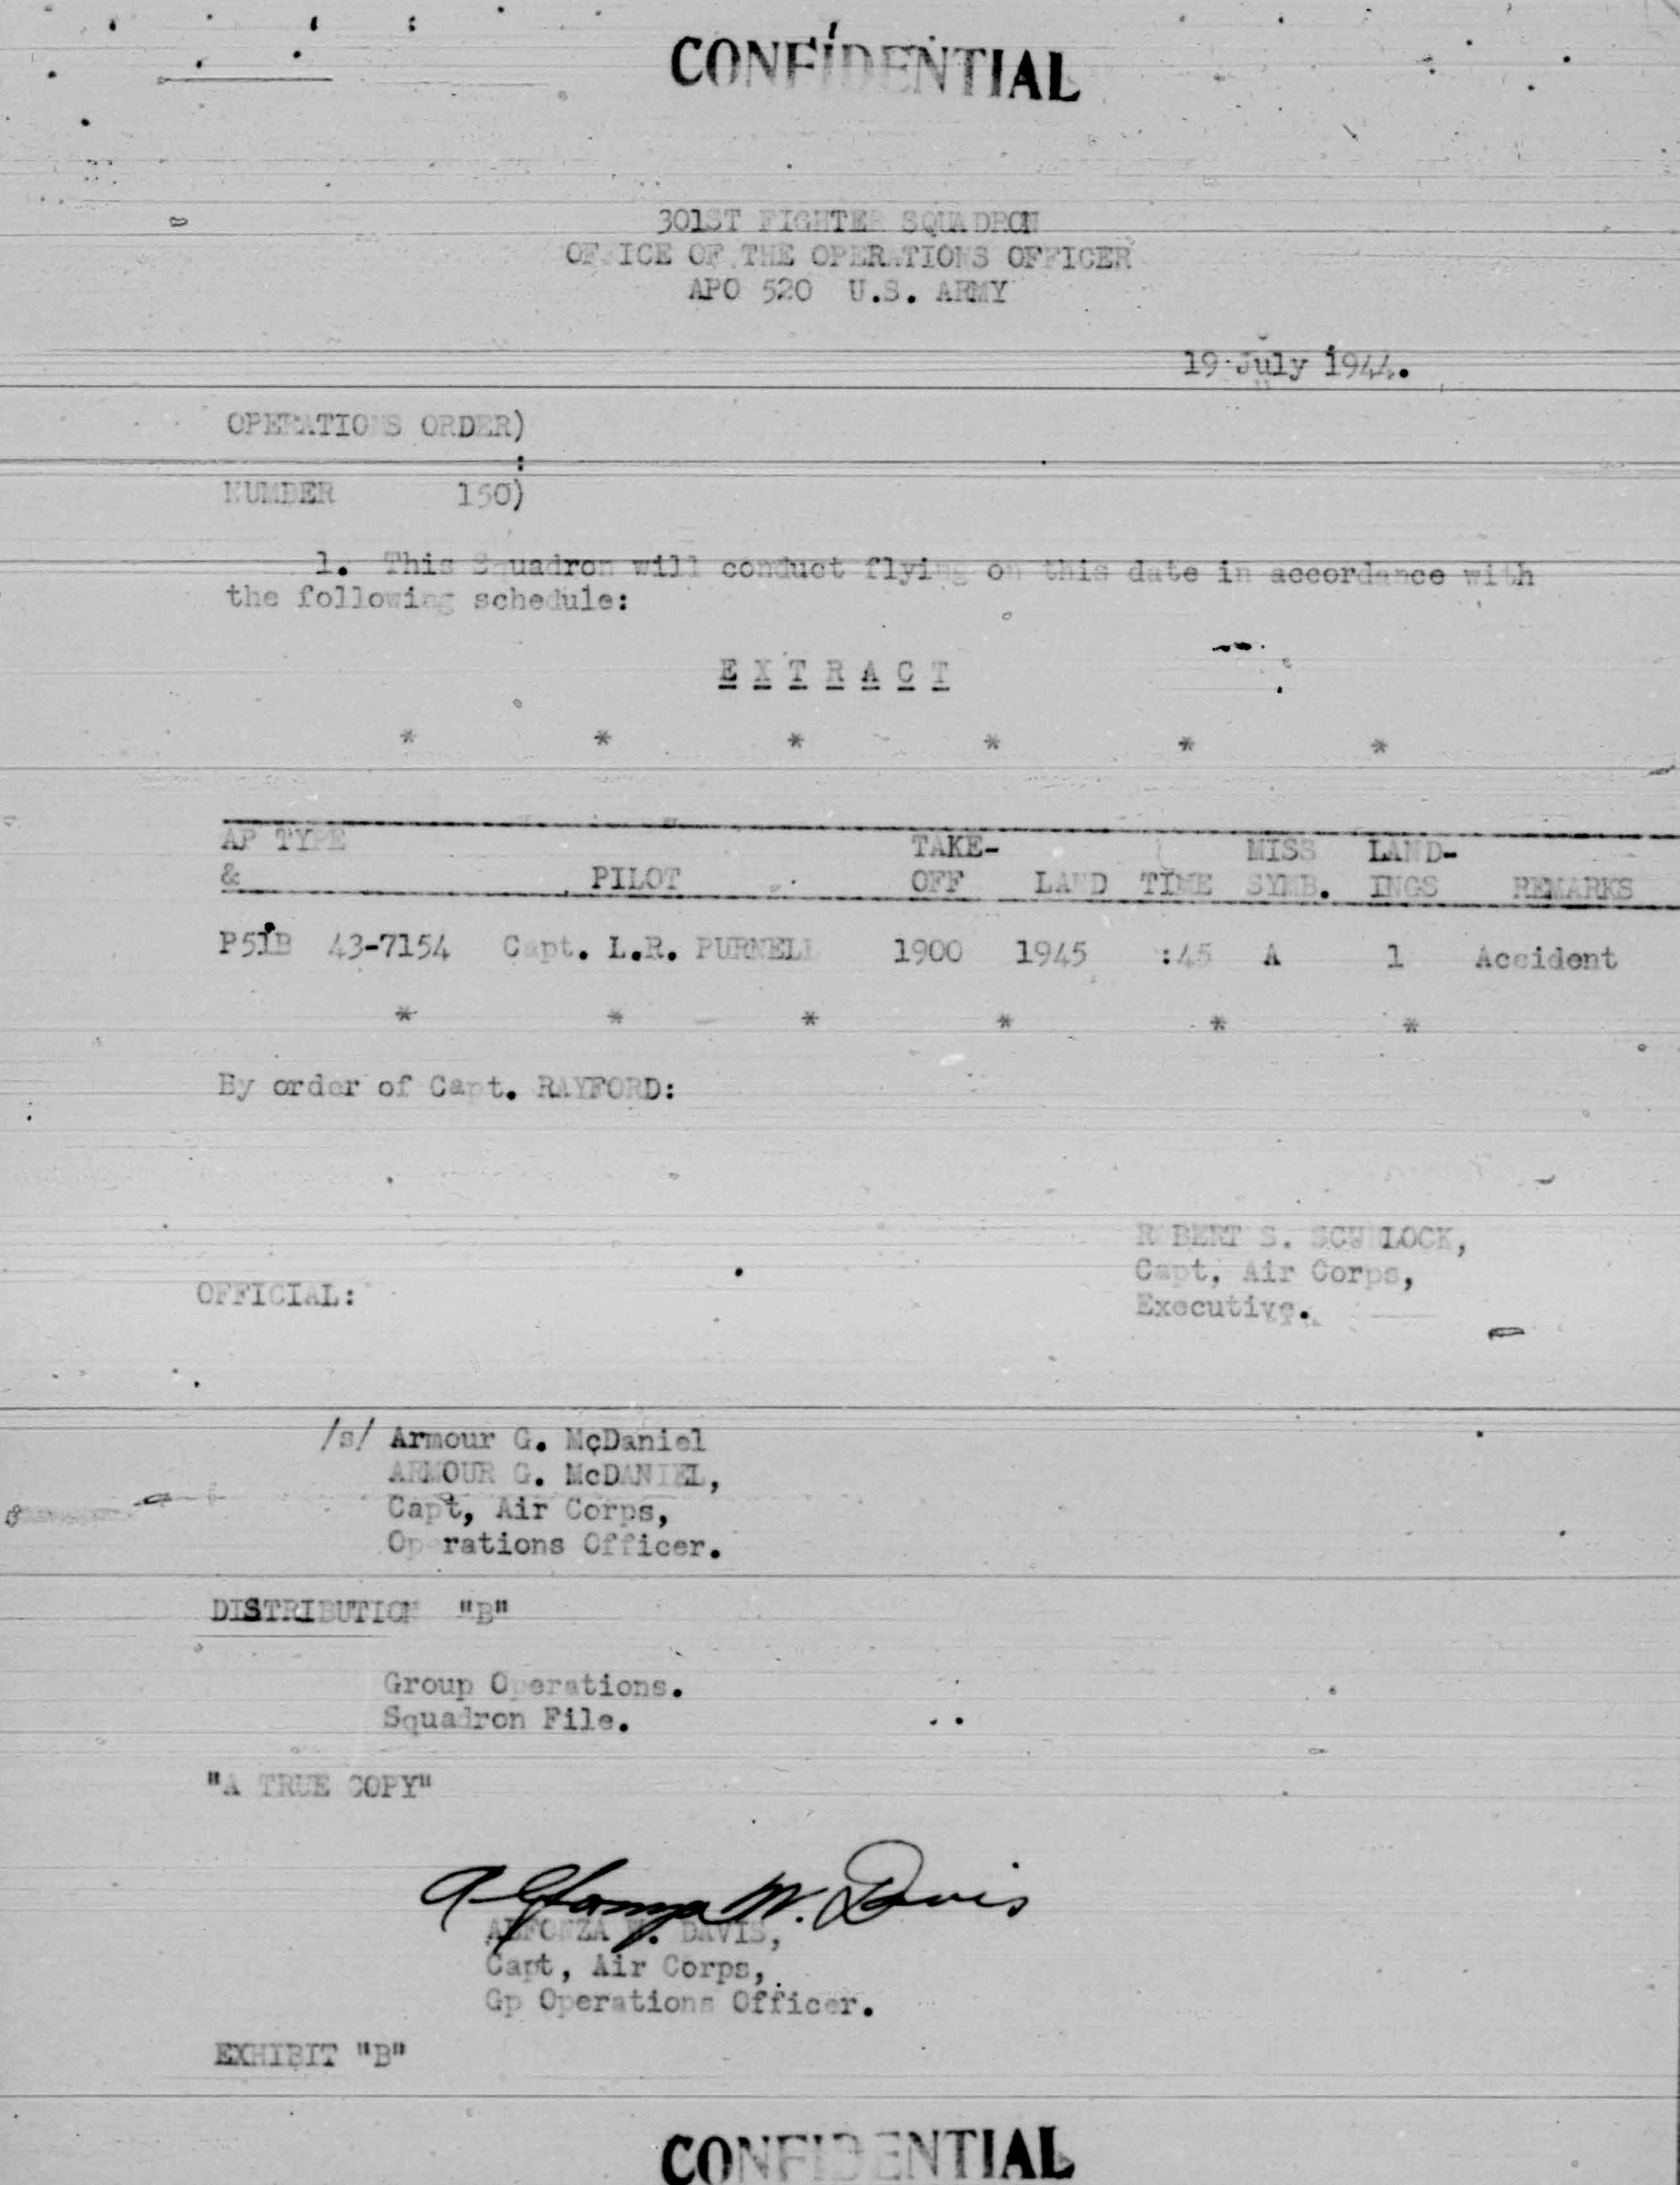 CONFIDENTIAL
301ST FIGHTER SQUADRON
OFFICE OF THE OPERATIONS OFFICER
APO 520 U.S. ARMY
19 July 1944.
OPERATIONS ORDER)
:
NUMBER 150)
1. This Squadron will conduct flying on this date in accordance with
the following schedule:
E X T R A C T
* * * * * *
AP TYPE TAKE- MISS LAND-
& PILOT OFF LAND TIME SYMB. INGS REMARKS
P51B 43-7154 Capt. L.R. PURNELL 1900 1945 :45 A 1 Accident
* * * * * *
By order of Capt. RAYFORD:
ROBERT S. SCURLOCK,
Capt, Air Corps,
Executive.
OFFICIAL:
/s/ Armour G. McDaniel
ARMOUR G. McDANIEL,
Capt, Air Corps,
Operations Officer.
DISTRIBUTION "B"
Group Operations.
Squadron File.
"A TRUE COPY"
Alfonza W. Davis
ALFONZA W. DAVIS,
Capt, Air Corps,
Gp Operations Officer.
EXHIBIT "B"
CONFIDENTIAL